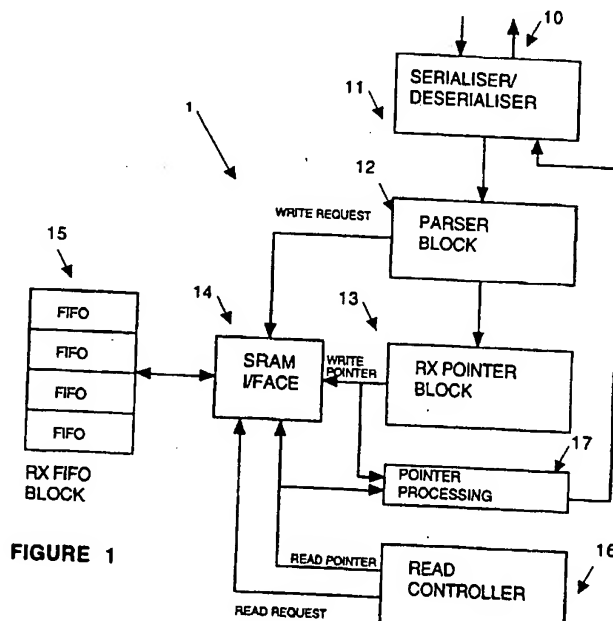 10
SERIALISER/
DESERIALISER
11
1
12
PARSER
BLOCK
WRITE REQUEST
15
14
13
FIFO
FIFO
FIFO
FIFO
SRAM
I/FACE
WRITE
POINTER
RX POINTER
BLOCK
RX FIFO
BLOCK
17
POINTER
PROCESSING
FIGURE 1
READ POINTER
READ
CONTROLLER
16
READ REQUEST